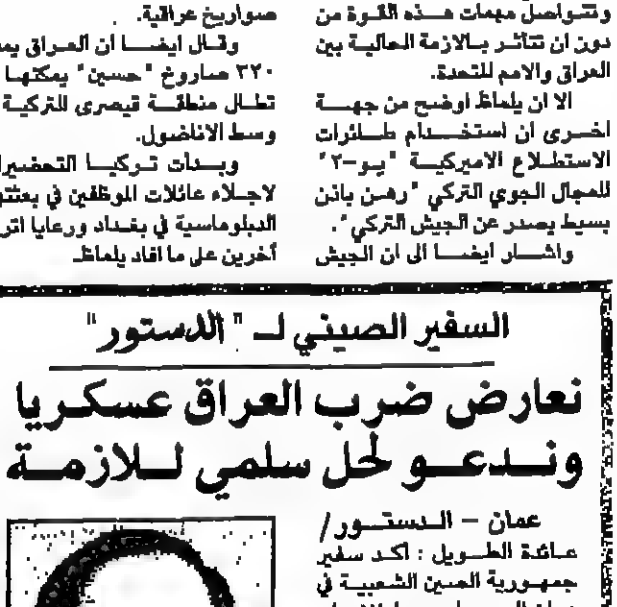 وتتواصل مهمات هذه القوة من
دون ان تتأثر بالازمة الحالية بين
العراق والامم المتحدة.
الا ان يلماظ اوضح من جهة
اخرى ان استخدام طائرات
الاستطلاع الاميركية "يو-٢"
للمجال الجوي التركي "رهن باذن
بسيط يصدر عن الجيش التركي".
واشار ايضا الى ان الجيش
صواريخ عراقية.
وقال ايضا ان العراق يم
٣٢٠ صاروخ "حسين" يمكنها
تطال منطقة قيصرى التركية
وسط الاناضول.
وبدأت تركيا التحضير
لاجلاء عائلات الموظفين في بعثت
الدبلوماسية في بغداد ورعايا اتر
آخرين على ما افاد يلماظ.
السفير الصيني لـ "الدستور"
نعارض ضرب العراق عسكريا
وندعو لحل سلمي للازمة
عمان – الدستور /
عائدة الطويل : اكد سفير
جمهورية الصين الشعبية في